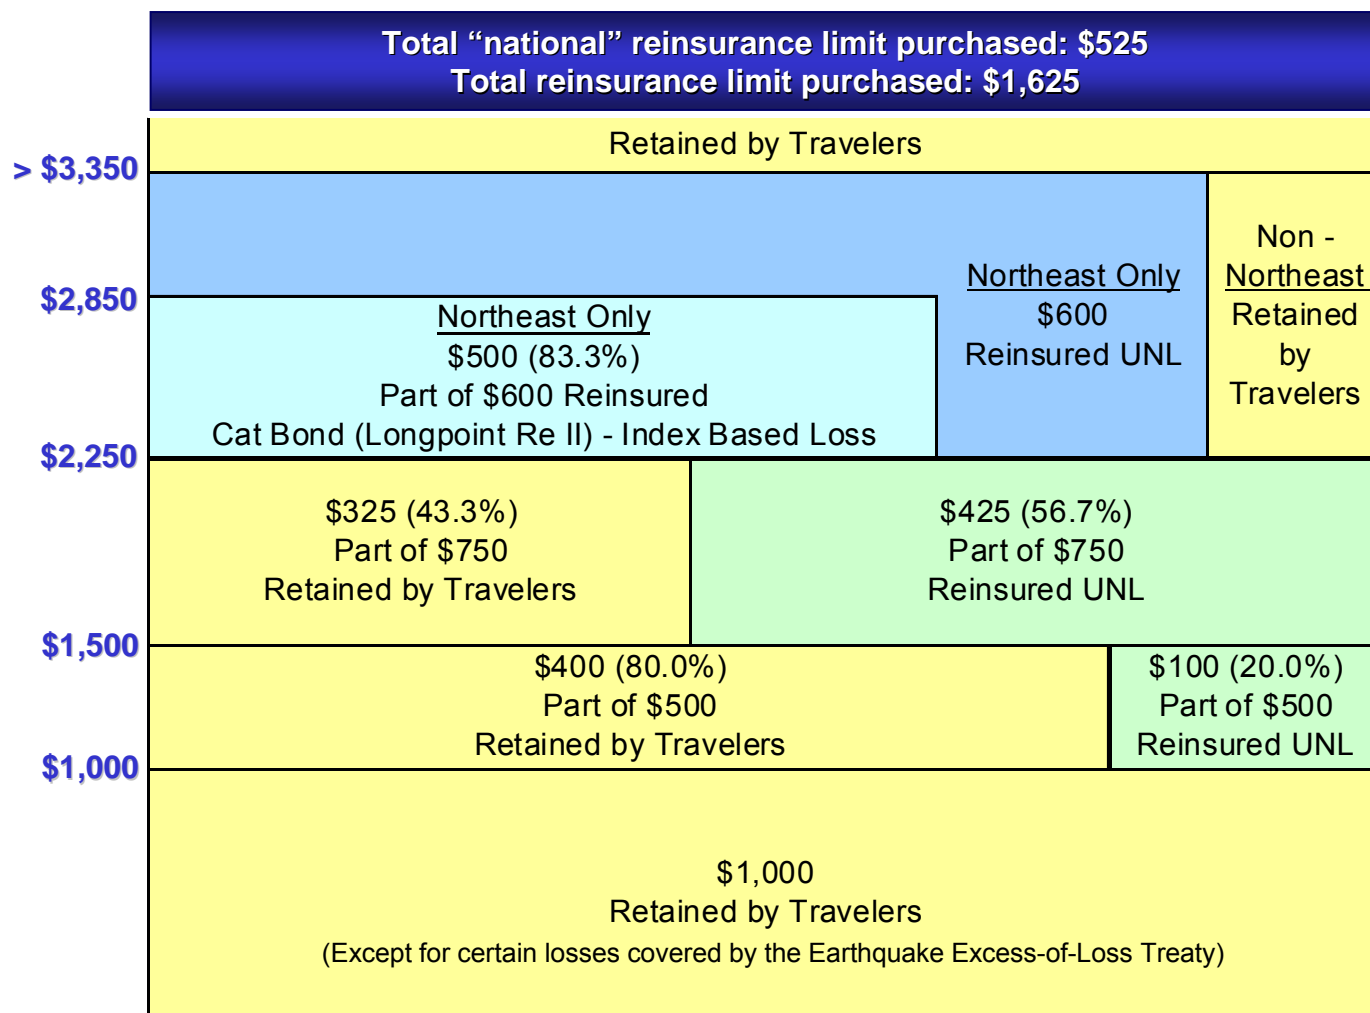 Total “national” reinsurance limit purchased: $525
Total reinsurance limit purchased: $1,625
Retained by Travelers
> $3,350
Non -
Northeast
Retained
by
Travelers
Northeast Only
$600
Reinsured UNL
$2,850
Northeast Only
$500 (83.3%)
Part of $600 Reinsured
Cat Bond (Longpoint Re II) - Index Based Loss
$2,250
$325 (43.3%)
Part of $750
Retained by Travelers
$425 (56.7%)
Part of $750
Reinsured UNL
$1,500
$400 (80.0%)
Part of $500
Retained by Travelers
$100 (20.0%)
Part of $500
Reinsured UNL
$1,000
$1,000
Retained by Travelers
(Except for certain losses covered by the Earthquake Excess-of-Loss Treaty)